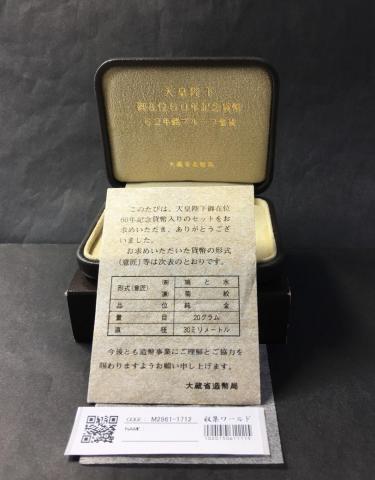 天皇陛下
御在位60年記念貨幣
62年銘プルーフ貨幣
大蔵省造幣局
このたびは、天皇陛下御在位
60年記念貨幣入りのセットをお
求めいただき、ありがとうござ
いました。
お求めいただいた貨幣の形式
(意匠)等は次表のとおりです。
形式(意匠) (表) 鳩と水
(裏) 菊紋
品位 純金
量目 20グラム
直径 30ミリメートル
今後とも造幣事業にご理解とご協力を
賜わりますようお願い申し上げます。
大蔵省造幣局
CODE : M2961-1712 収集ワールド
NAME :